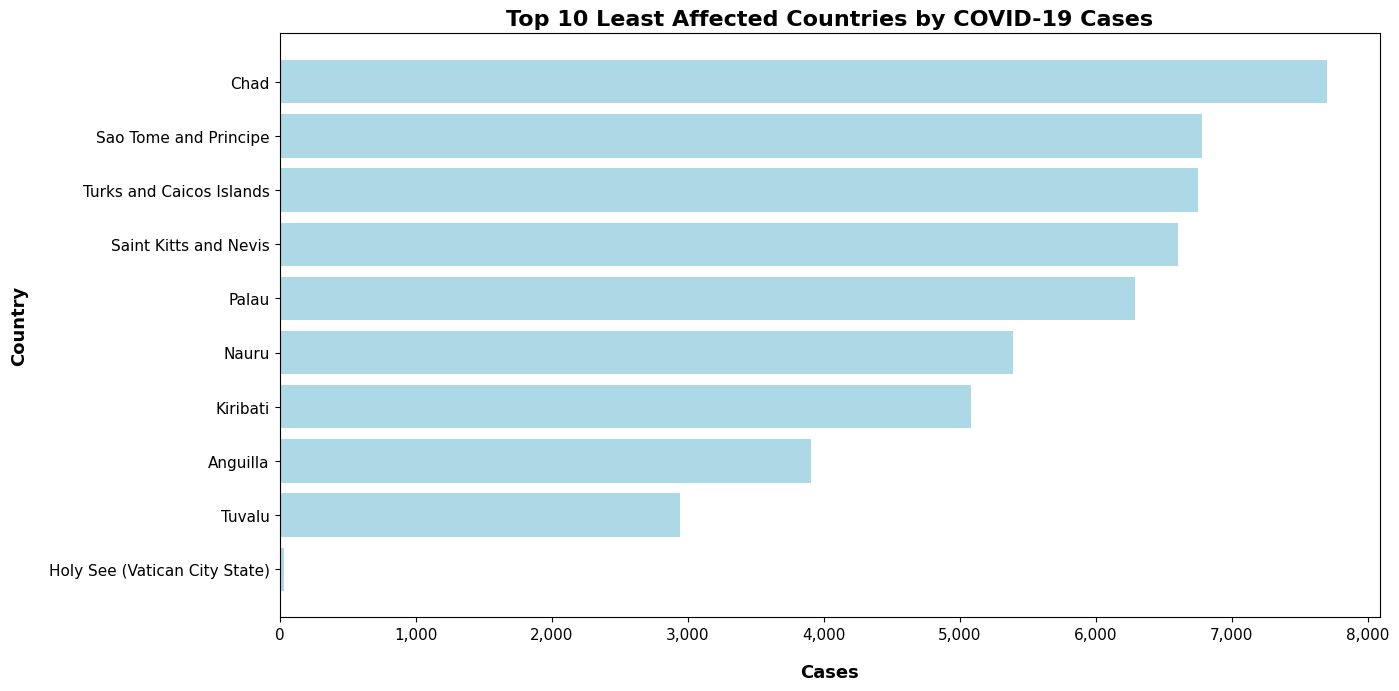 Top 10 Least Affected Countries by COVID-19 Cases
Country
Chad
Sao Tome and Principe
Turks and Caicos Islands
Saint Kitts and Nevis
Palau
Nauru
Kiribati
Anguilla
Tuvalu
Holy See (Vatican City State)
0 1,000 2,000 3,000 4,000 5,000 6,000 7,000 8,000
Cases